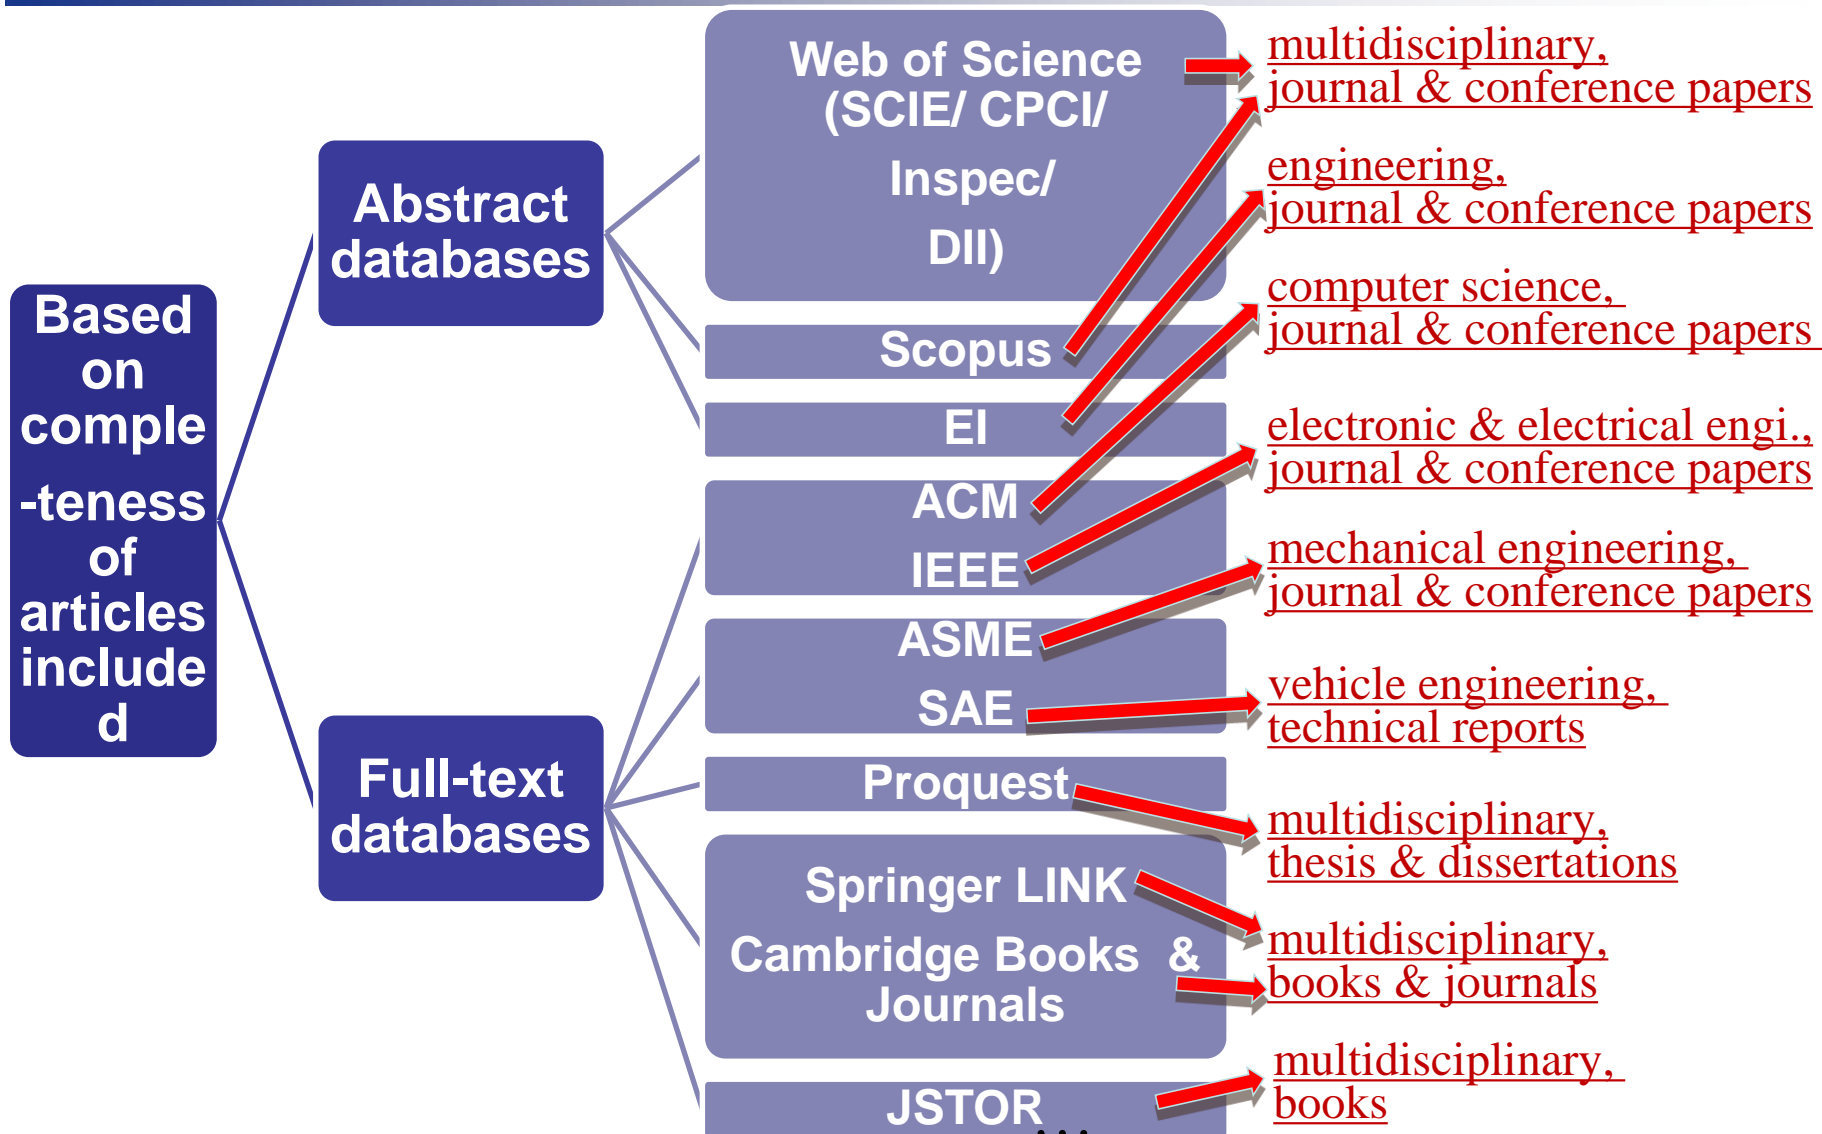 Based
on
comple
-teness
of
articles
include
d
Abstract
databases
Full-text
databases
Web of Science
(SCIE/ CPCI/
Inspec/
DII)
Scopus
EI
ACM
IEEE
ASME
SAE
Proquest
Springer LINK
Cambridge Books &
Journals
JSTOR
...
multidisciplinary,
journal & conference papers
engineering,
journal & conference papers
computer science,
journal & conference papers
electronic & electrical engi.,
journal & conference papers
mechanical engineering,
journal & conference papers
vehicle engineering,
technical reports
multidisciplinary,
thesis & dissertations
multidisciplinary,
books & journals
multidisciplinary,
books